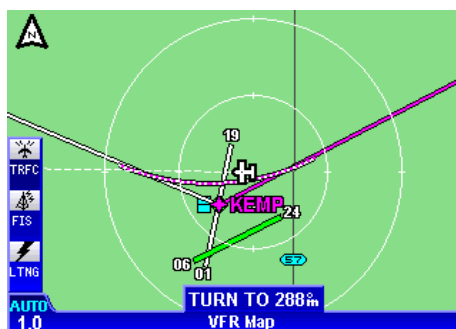 N
19
TRFC
KEMP
24
FIS
57
06
01
LTNG
AUTO
TURN TO 288°m
1.0
VFR Map